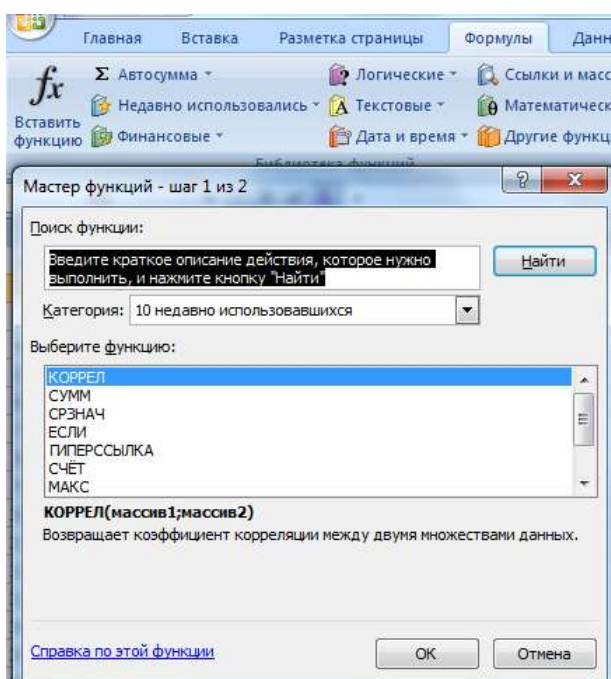 Главная Вставка Разметка страницы Формулы Данн
fx Σ Автосумма Логические Ссылки и масс
Вставить функцию Недавно использовались Текстовые Математическ
Финансовые Дата и время Другие функц
Библиотека функций
Мастер функций - шаг 1 из 2
Поиск функции:
Введите краткое описание действия, которое нужно
выполнить, и нажмите кнопку "Найти"
Найти
Категория: 10 недавно использовавшихся
Выберите функцию:
КОРРЕЛ
СУММ
СРЗНАЧ
ЕСЛИ
ГИПЕРССЫЛКА
СЧЁТ
МАКС
КОРРЕЛ(массив1;массив2)
Возвращает коэффициент корреляции между двумя множествами данных.
Справка по этой функции ОК Отмена